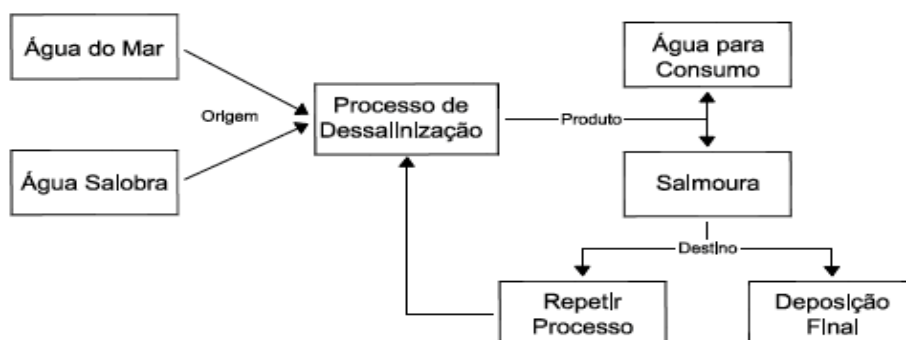 Água do Mar
Origem
Água Salobra
Processo de
Dessalinização
Produto
Água para
Consumo
Salmoura
Destino
Repetir
Processo
Deposição
Final